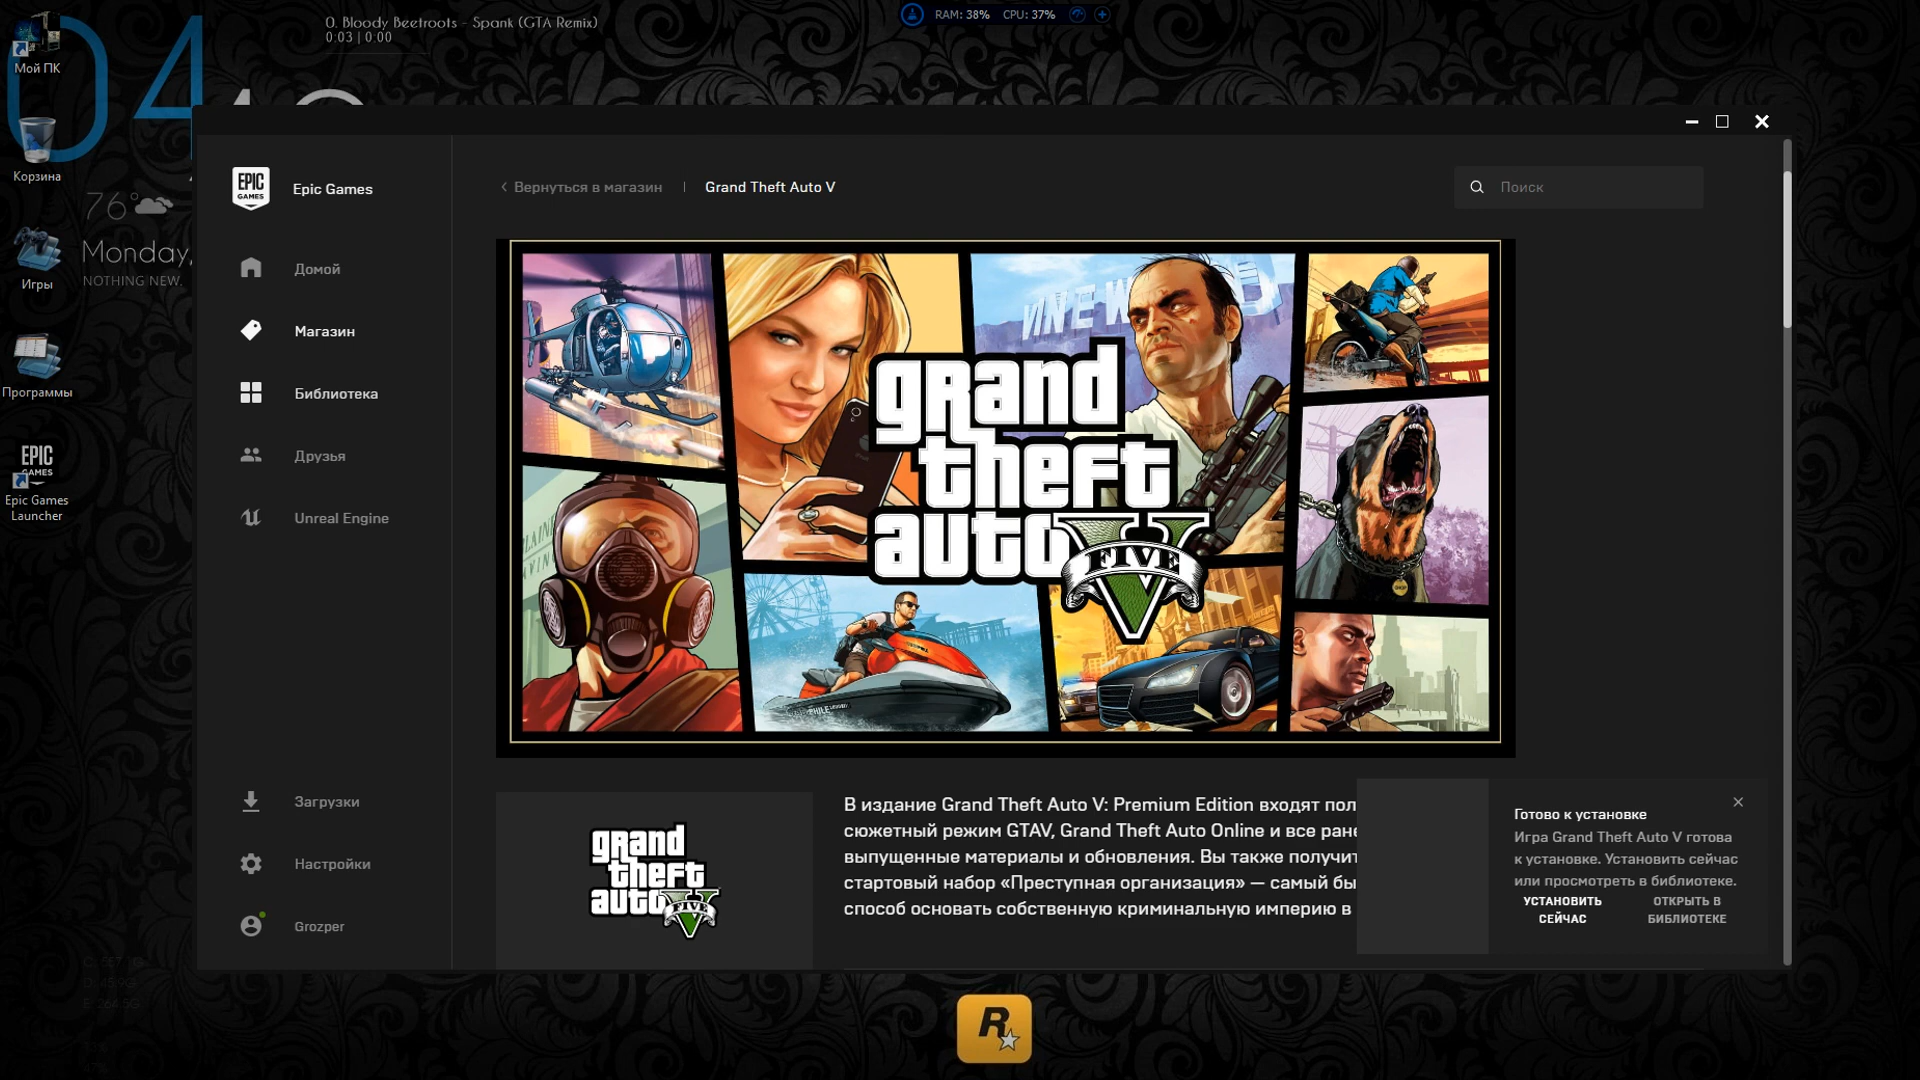 0. Bloody Beetroots - Spank (GTA Remix)
0:03 | 0:00
RAM: 38% CPU: 37%
04
Мой ПК
Корзина
76°
Monday,
NOTHING NEW.
Игры
Программы
EPIC
GAMES
Epic Games
Launcher
EPIC
GAMES
Epic Games
Домой
Магазин
Библиотека
Друзья
Unreal Engine
Загрузки
Настройки
Grozper
Вернуться в магазин | Grand Theft Auto V
Поиск
grand
theft
auto V
FIVE
grand
theft
auto V
FIVE
В издание Grand Theft Auto V: Premium Edition входят пол
сюжетный режим GTAV, Grand Theft Auto Online и все ране
выпущенные материалы и обновления. Вы также получит
стартовый набор «Преступная организация» — самый бы
способ основать собственную криминальную империю в
Готово к установке
Игра Grand Theft Auto V готова
к установке. Установить сейчас
или просмотреть в библиотеке.
УСТАНОВИТЬ
СЕЙЧАС
ОТКРЫТЬ В
БИБЛИОТЕКЕ
R